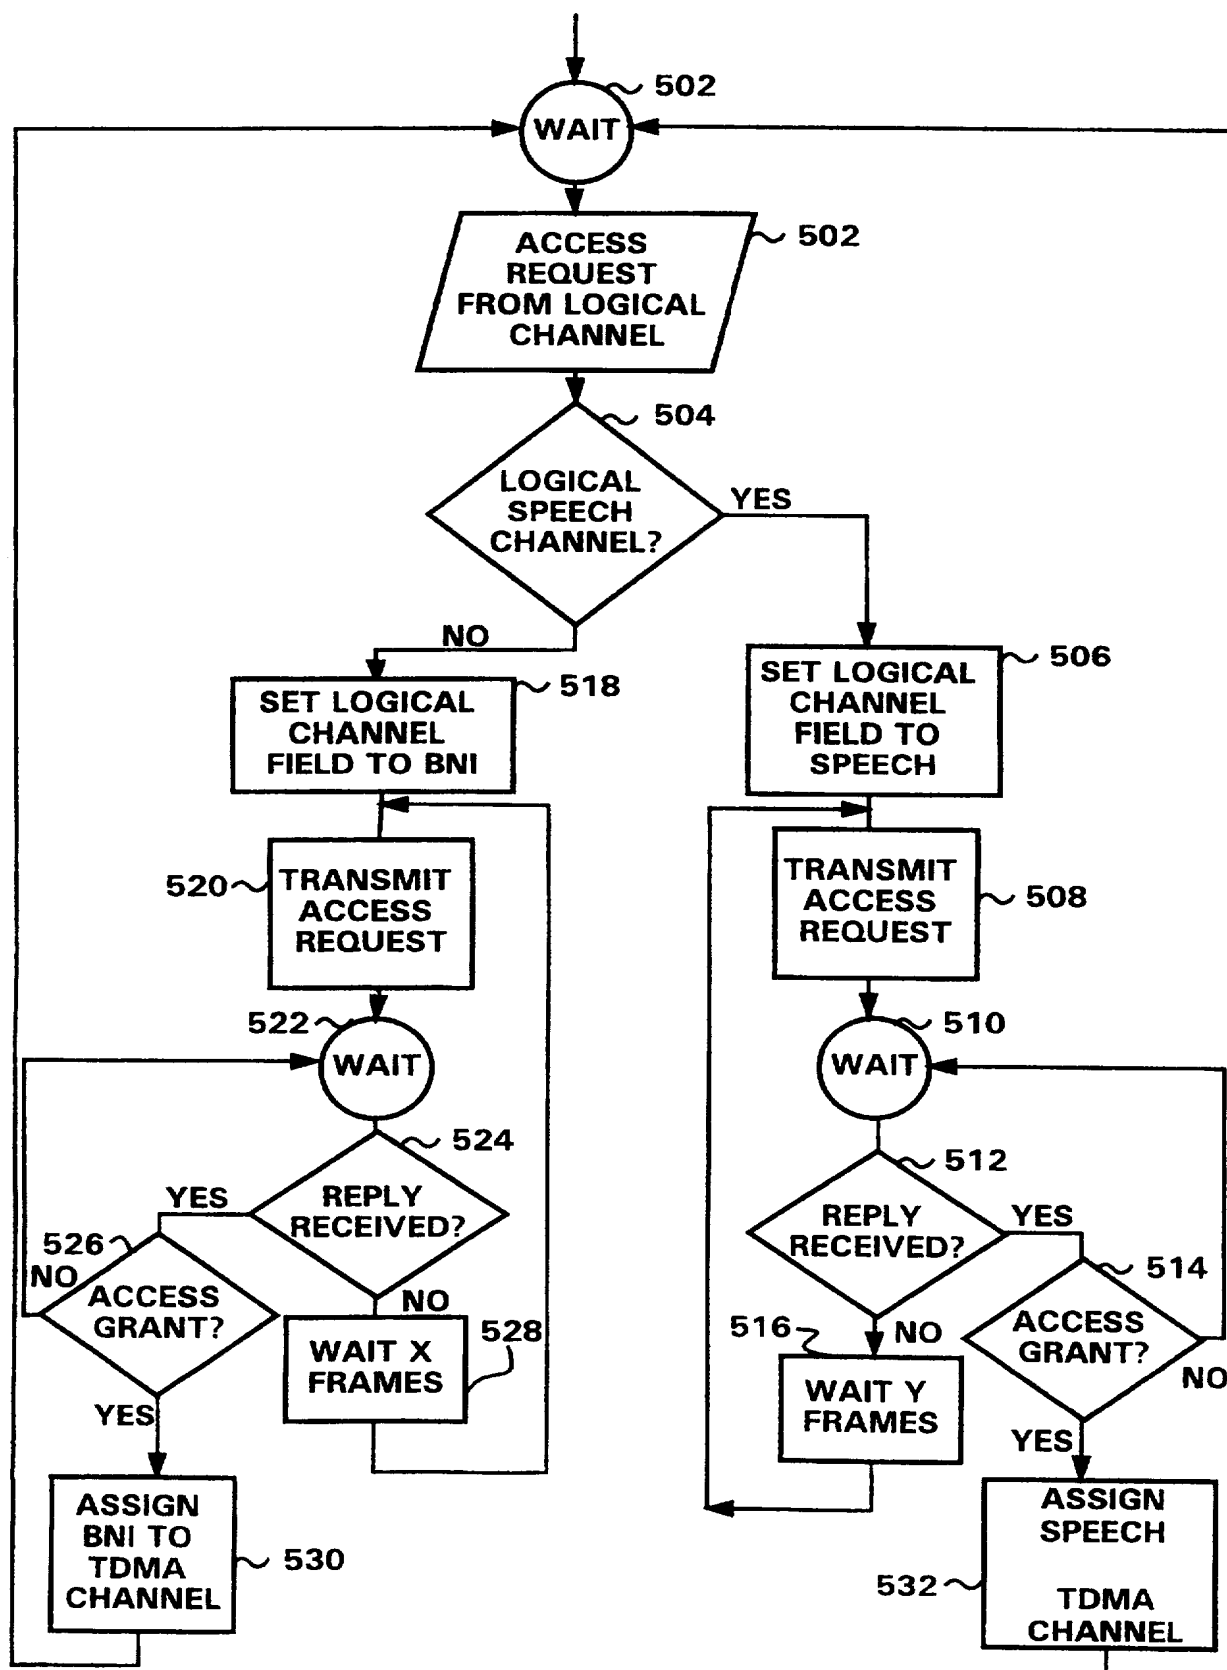 502
WAIT
502
ACCESS
REQUEST
FROM LOGICAL
CHANNEL
504
LOGICAL
SPEECH
CHANNEL?
YES
NO
518
SET LOGICAL
CHANNEL
FIELD TO BNI
506
SET LOGICAL
CHANNEL
FIELD TO
SPEECH
520
TRANSMIT
ACCESS
REQUEST
TRANSMIT
ACCESS
REQUEST
508
522
WAIT
510
WAIT
524
REPLY
RECEIVED?
YES
NO
512
REPLY
RECEIVED?
YES
NO
526
NO
ACCESS
GRANT?
YES
528
WAIT X
FRAMES
514
ACCESS
GRANT?
NO
YES
516
WAIT Y
FRAMES
ASSIGN
BNI TO
TDMA
CHANNEL
530
532
ASSIGN
SPEECH
TDMA
CHANNEL